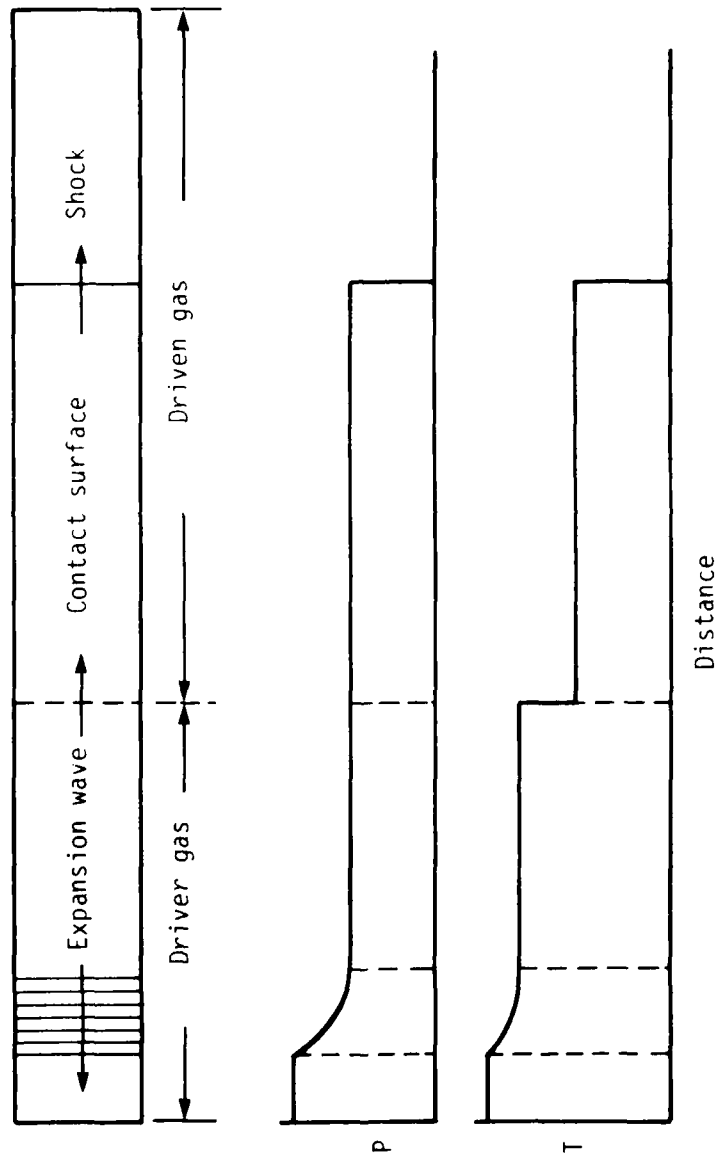 Expansion wave
Contact surface
Shock
Driver gas
Driven gas
P
T
Distance